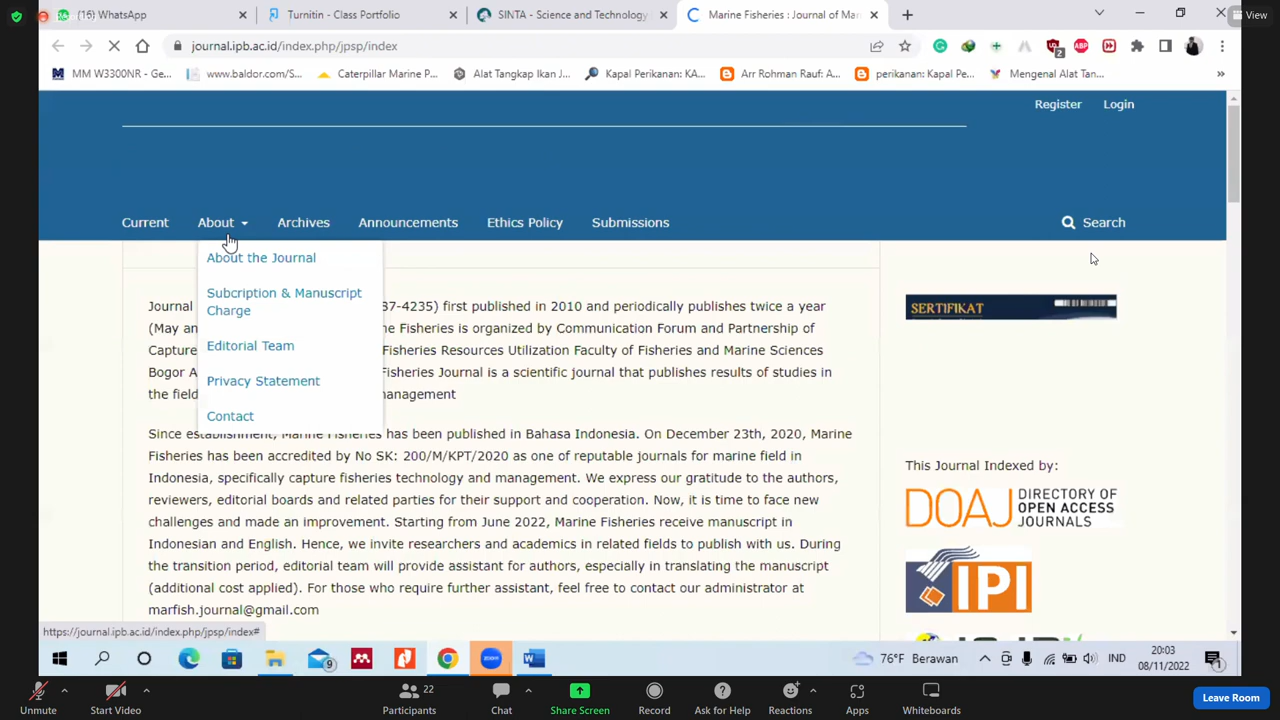 (16) WhatsApp
Turnitin - Class Portfolio
SINTA - Science and Technology
Marine Fisheries : Journal of Mar
View
journal.ipb.ac.id/index.php/jpsp/index
MM W3300NR - Ge...
www.baldor.com/S...
Caterpillar Marine P...
Alat Tangkap Ikan J...
Kapal Perikanan: KA...
Arr Rohman Rauf: A...
perikanan: Kapal Pe...
Mengenal Alat Tan...
»
Register
Login
Current
About
Archives
Announcements
Ethics Policy
Submissions
Search
About the Journal
Subcription & Manuscript
Charge
Editorial Team
Privacy Statement
Contact
Journal 87-4235) first published in 2010 and periodically publishes twice a year
(May an ne Fisheries is organized by Communication Forum and Partnership of
Capture Fisheries Resources Utilization Faculty of Fisheries and Marine Sciences
Bogor A Fisheries Journal is a scientific journal that publishes results of studies in
the field anagement
Since establishment, Marine Fisheries has been published in Bahasa Indonesia. On December 23th, 2020, Marine
Fisheries has been accredited by No SK: 200/M/KPT/2020 as one of reputable journals for marine field in
Indonesia, specifically capture fisheries technology and management. We express our gratitude to the authors,
reviewers, editorial boards and related parties for their support and cooperation. Now, it is time to face new
challenges and made an improvement. Starting from June 2022, Marine Fisheries receive manuscript in
Indonesian and English. Hence, we invite researchers and academics in related fields to publish with us. During
the transition period, editorial team will provide assistant for authors, especially in translating the manuscript
(additional cost applied). For those who require further assistant, feel free to contact our administrator at
marfish.journal@gmail.com
SERTIFIKAT
This Journal Indexed by:
DOAJ DIRECTORY OF
OPEN ACCESS
JOURNALS
IPI
https://journal.ipb.ac.id/index.php/jpsp/index#
9
zoom
76°F Berawan
IND
20:03
08/11/2022
1
Unmute
Start Video
22
Participants
Chat
Share Screen
Record
Ask for Help
Reactions
Apps
Whiteboards
Leave Room